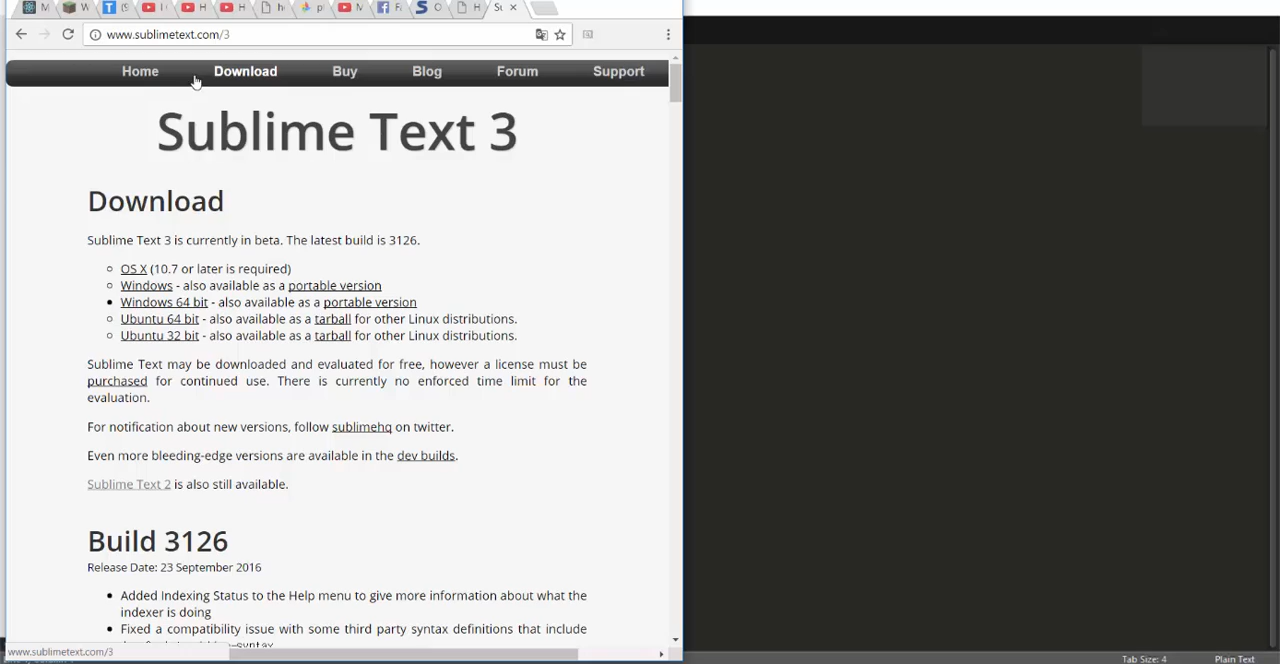 www.sublimetext.com/3
Home Download Buy Blog Forum Support
Sublime Text 3
Download
Sublime Text 3 is currently in beta. The latest build is 3126.
OS X (10.7 or later is required)
Windows - also available as a portable version
Windows 64 bit - also available as a portable version
Ubuntu 64 bit - also available as a tarball for other Linux distributions.
Ubuntu 32 bit - also available as a tarball for other Linux distributions.
Sublime Text may be downloaded and evaluated for free, however a license must be
purchased for continued use. There is currently no enforced time limit for the
evaluation.
For notification about new versions, follow sublimehq on twitter.
Even more bleeding-edge versions are available in the dev builds.
Sublime Text 2 is also still available.
Build 3126
Release Date: 23 September 2016
Added Indexing Status to the Help menu to give more information about what the
indexer is doing
Fixed a compatibility issue with some third party syntax definitions that include
www.sublimetext.com/3
Tab Size: 4 Plain Text